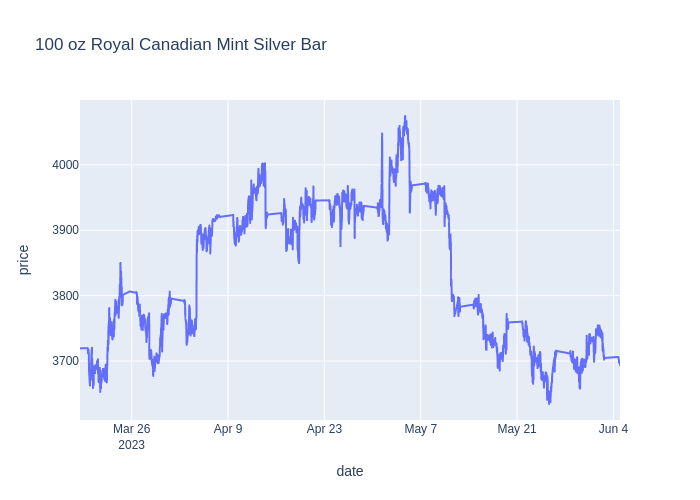 100 oz Royal Canadian Mint Silver Bar
4000
3900
3800
3700
price
Mar 26
2023
Apr 9
Apr 23
May 7
May 21
Jun 4
date